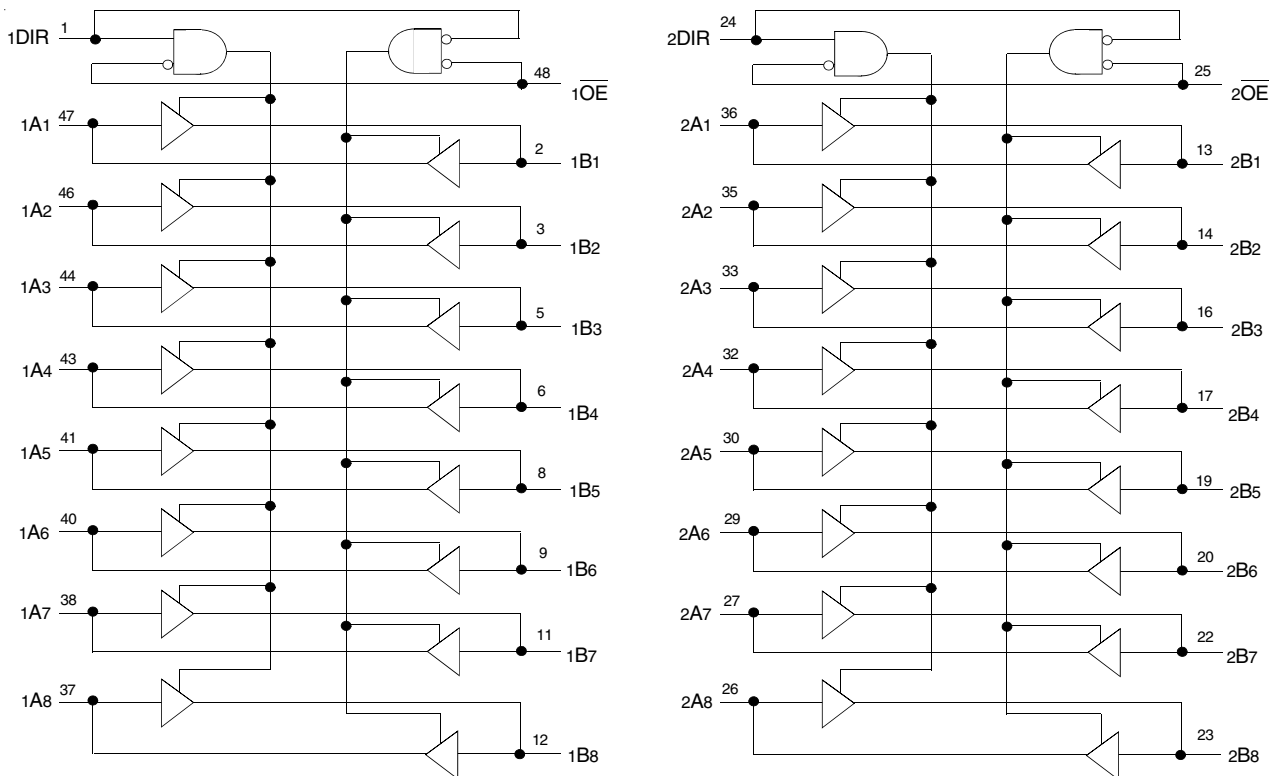 1DIR 1
48 1OE
1A1 47
2 1B1
1A2 46
3 1B2
1A3 44
5 1B3
1A4 43
6 1B4
1A5 41
8 1B5
1A6 40
9 1B6
1A7 38
11 1B7
1A8 37
12 1B8
2DIR 24
25 2OE
2A1 36
13 2B1
2A2 35
14 2B2
2A3 33
16 2B3
2A4 32
17 2B4
2A5 30
19 2B5
2A6 29
20 2B6
2A7 27
22 2B7
2A8 26
23 2B8